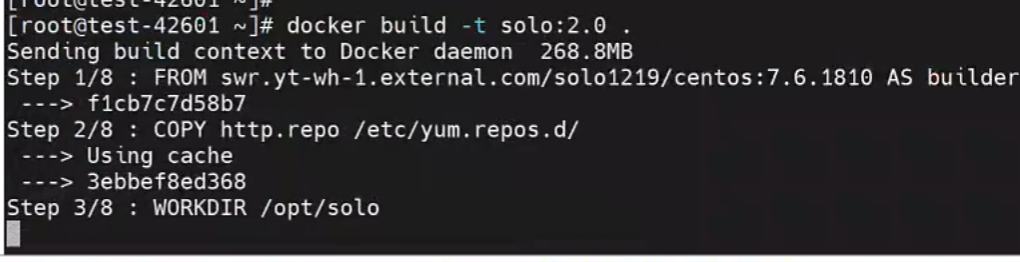 [root@test-42601 ~]#
[root@test-42601 ~]# docker build -t solo:2.0 .
Sending build context to Docker daemon  268.8MB
Step 1/8 : FROM swr.yt-wh-1.external.com/solo1219/centos:7.6.1810 AS builder
 ---> f1cb7c7d58b7
Step 2/8 : COPY http.repo /etc/yum.repos.d/
 ---> Using cache
 ---> 3ebbef8ed368
Step 3/8 : WORKDIR /opt/solo